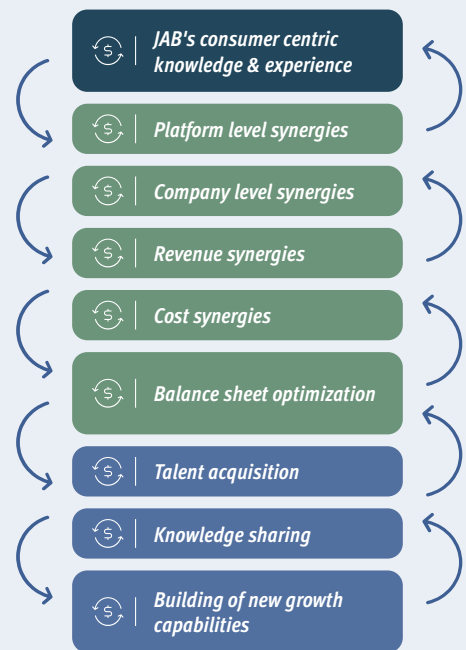 JAB's consumer centric
knowledge & experience
Platform level synergies
Company level synergies
Revenue synergies
Cost synergies
Balance sheet optimization
Talent acquisition
Knowledge sharing
Building of new growth
capabilities